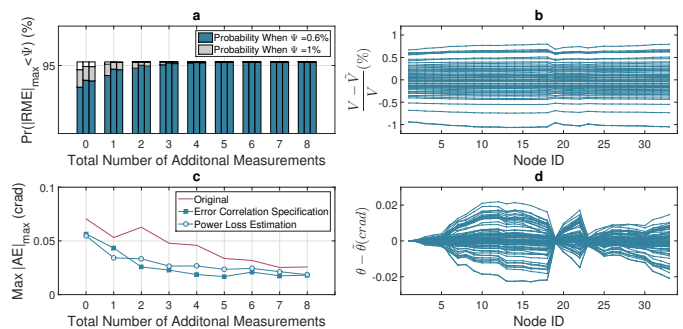 a
Pr(|RME|max<Ψ) (%)
95
Probability When Ψ =0.6%
Probability When Ψ =1%
0 1 2 3 4 5 6 7 8
Total Number of Additonal Measurements
b
V − Ṽ / V (%)
1
0.5
0
-0.5
-1
5 10 15 20 25 30
Node ID
c
Max |AE|max (crad)
0.1
0.05
0
Original
Error Correlation Specification
Power Loss Estimation
0 1 2 3 4 5 6 7 8
Total Number of Additonal Measurements
d
θ − θ̃(crad)
0.02
0
-0.02
5 10 15 20 25 30
Node ID